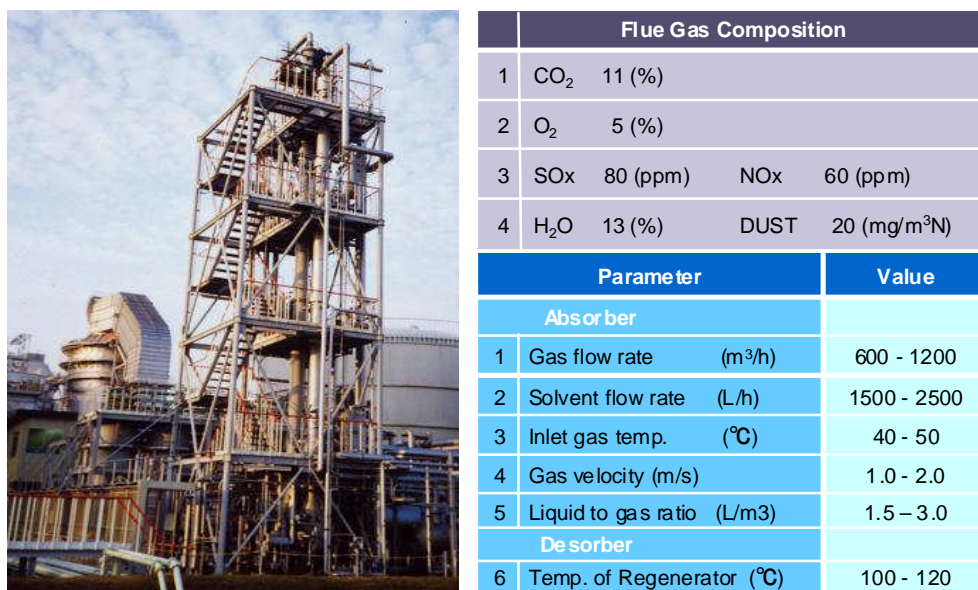 Flue Gas Composition
1 CO₂ 11 (%)
2 O₂ 5 (%)
3 SOx 80 (ppm) NOx 60 (ppm)
4 H₂O 13 (%) DUST 20 (mg/m³N)
Parameter Value
Absorber
1 Gas flow rate (m³/h) 600 - 1200
2 Solvent flow rate (L/h) 1500 - 2500
3 Inlet gas temp. (℃) 40 - 50
4 Gas velocity (m/s) 1.0 - 2.0
5 Liquid to gas ratio (L/m3) 1.5 – 3.0
Desorber
6 Temp. of Regenerator (℃) 100 - 120